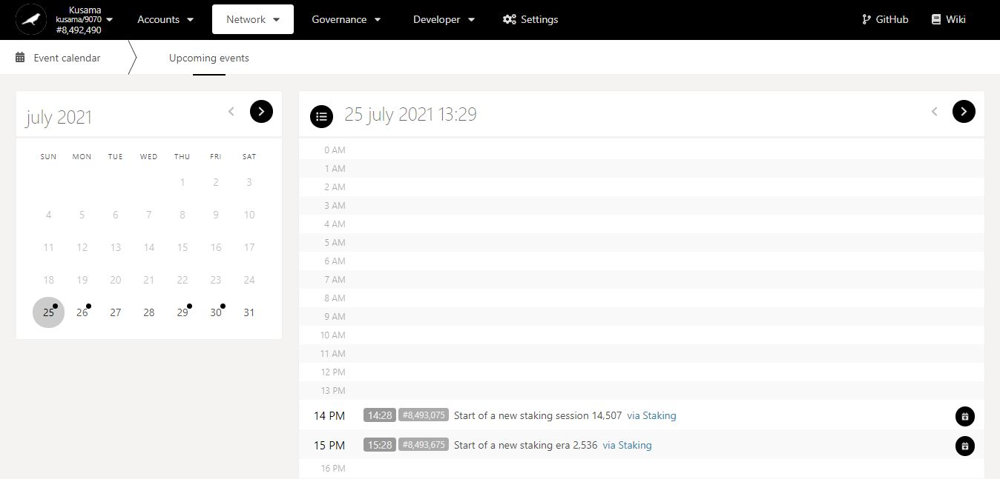 Kusama
kusama/9070
#8,492,490
Accounts
Network
Governance
Developer
Settings
GitHub
Wiki
Event calendar
Upcoming events
july 2021
SUN MON TUE WED THU FRI SAT
1 2 3
4 5 6 7 8 9 10
11 12 13 14 15 16 17
18 19 20 21 22 23 24
25 26 27 28 29 30 31
25 july 2021 13:29
0 AM
1 AM
2 AM
3 AM
4 AM
5 AM
6 AM
7 AM
8 AM
9 AM
10 AM
11 AM
12 PM
13 PM
14 PM 14:28 #8,493,075 Start of a new staking session 14,507 via Staking
15 PM 15:28 #8,493,675 Start of a new staking era 2,536 via Staking
16 PM